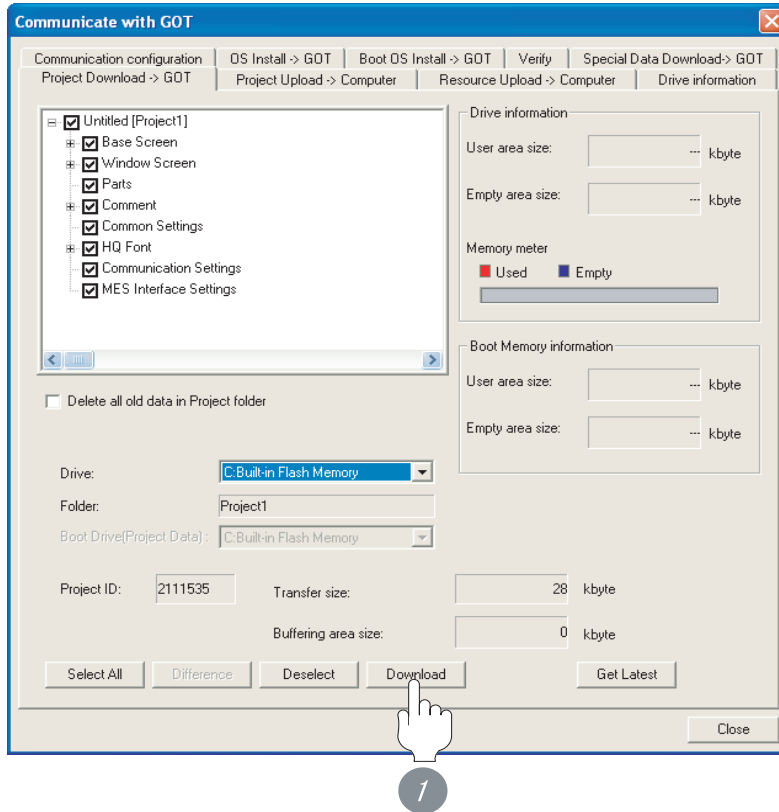 Communicate with GOT
Communication configuration OS Install -> GOT Boot OS Install -> GOT Verify Special Data Download-> GOT
Project Download -> GOT Project Upload -> Computer Resource Upload -> Computer Drive information
Untitled [Project1]
Base Screen
Window Screen
Parts
Comment
Common Settings
HQ Font
Communication Settings
MES Interface Settings
Delete all old data in Project folder
Drive information
User area size: --- kbyte
Empty area size: --- kbyte
Memory meter
Used Empty
Boot Memory information
User area size: --- kbyte
Empty area size: --- kbyte
Drive: C:Built-in Flash Memory
Folder: Project1
Boot Drive(Project Data) : C:Built-in Flash Memory
Project ID: 2111535 Transfer size: 28 kbyte
Buffering area size: 0 kbyte
Select All Difference Deselect Download Get Latest
Close
1